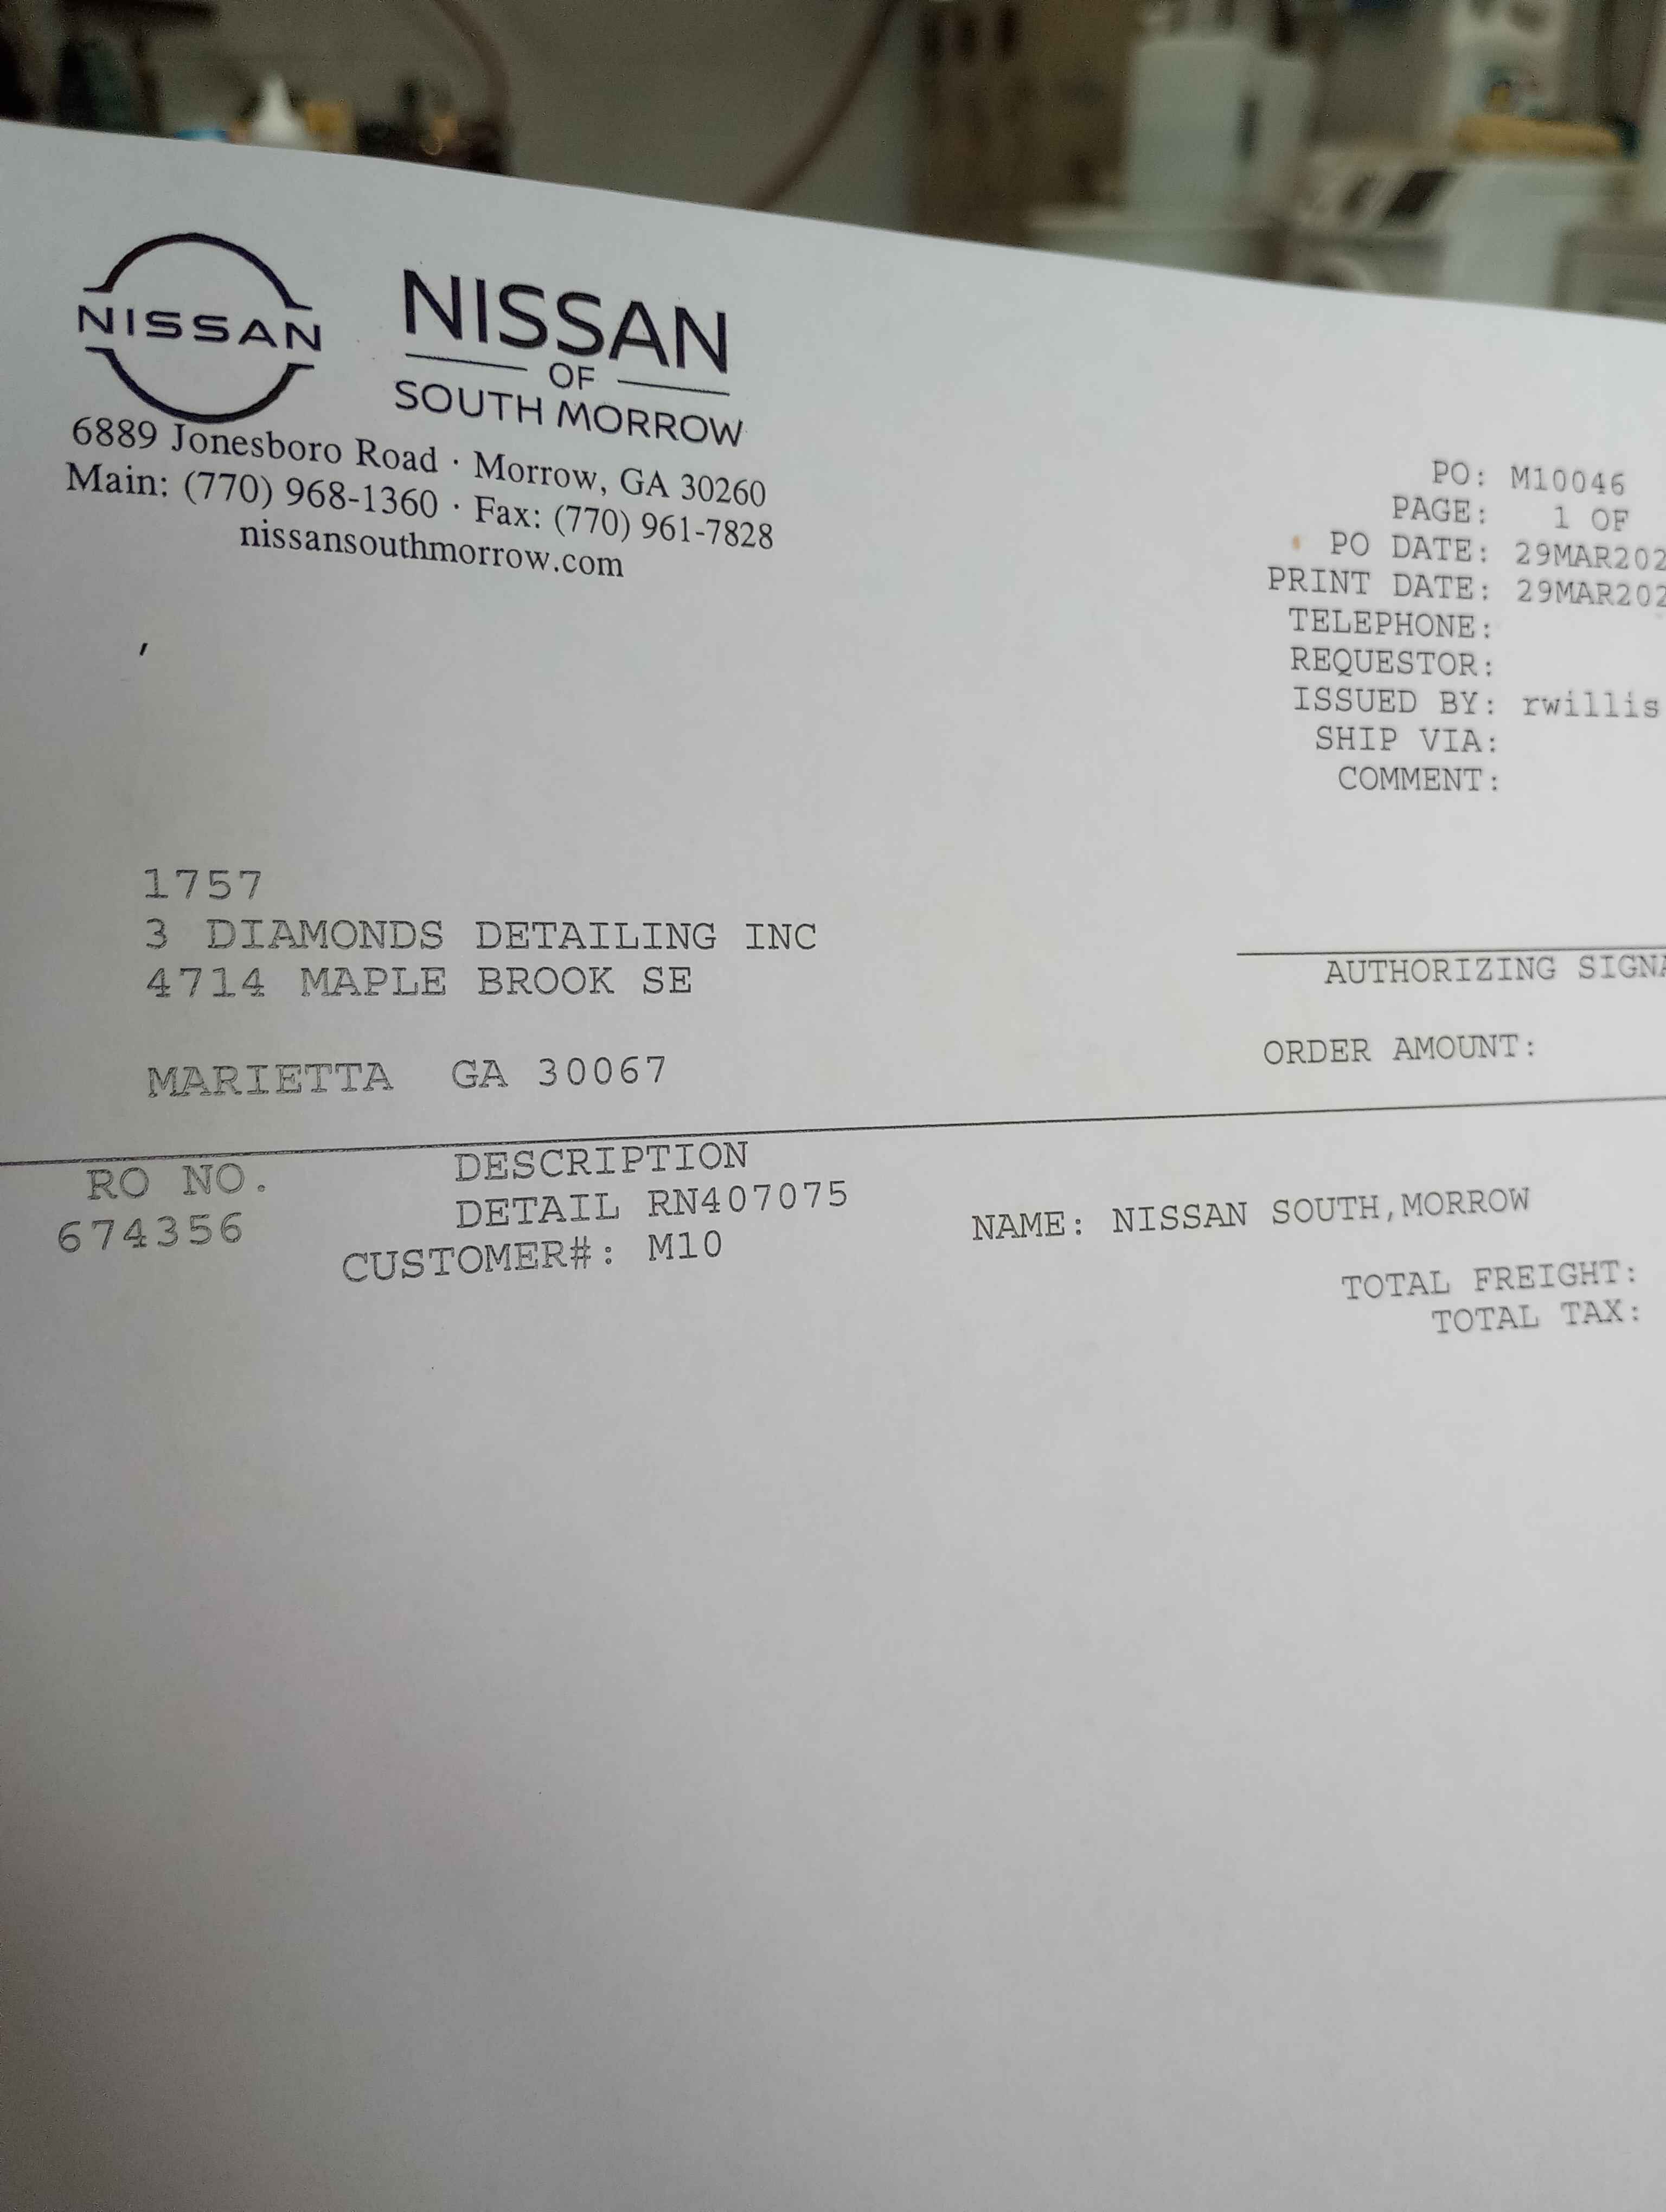 NISSAN
NISSAN
OF
SOUTH MORROW
6889 Jonesboro Road · Morrow, GA 30260
Main: (770) 968-1360 · Fax: (770) 961-7828
nissansouthmorrow.com
PO: M10046
PAGE: 1 OF
PO DATE: 29MAR202
PRINT DATE: 29MAR202
TELEPHONE:
REQUESTOR:
ISSUED BY: rwillis
SHIP VIA:
COMMENT:
1757
3 DIAMONDS DETAILING INC
4714 MAPLE BROOK SE
MARIETTA GA 30067
AUTHORIZING SIGNA
ORDER AMOUNT:
RO NO. DESCRIPTION
674356 DETAIL RN407075
CUSTOMER#: M10 NAME: NISSAN SOUTH,MORROW
TOTAL FREIGHT:
TOTAL TAX: